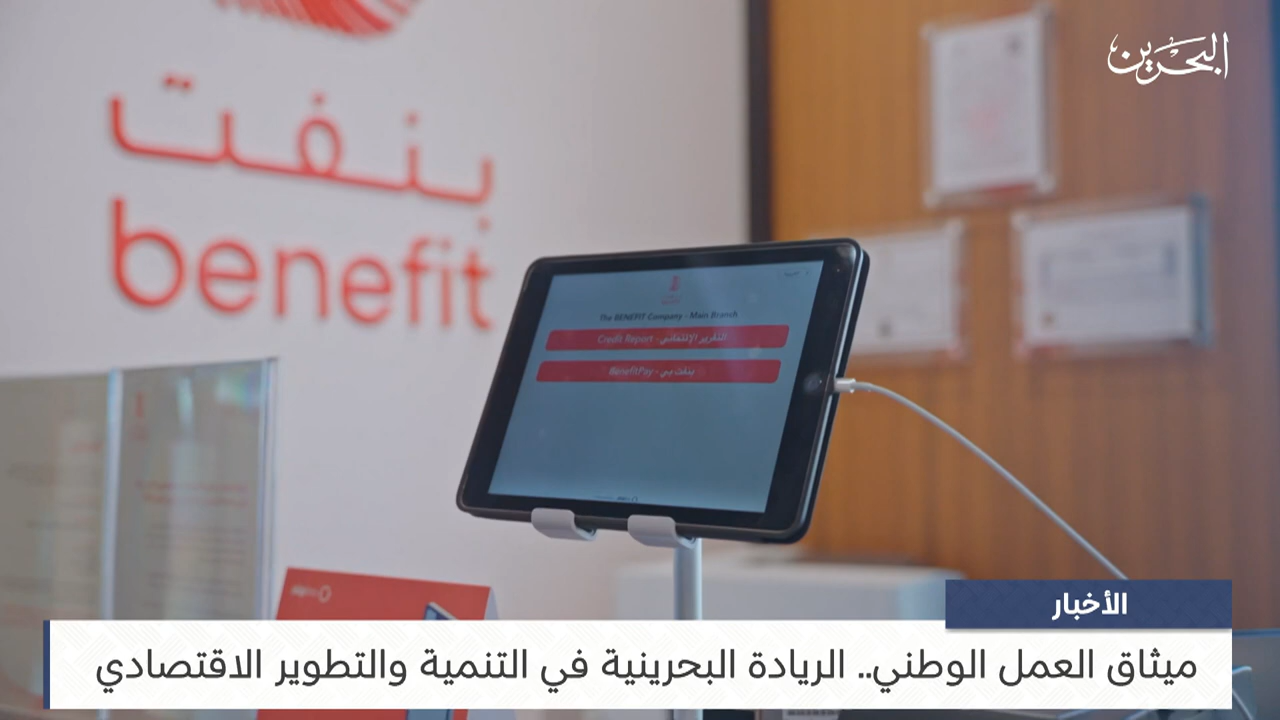 البحرين
بنفت
benefit
The BENEFIT Company - Main Branch
Credit Report - التقرير الإئتماني
BenefitPay - بنفت بي
الأخبار
ميثاق العمل الوطني.. الريادة البحرينية في التنمية والتطوير الاقتصادي